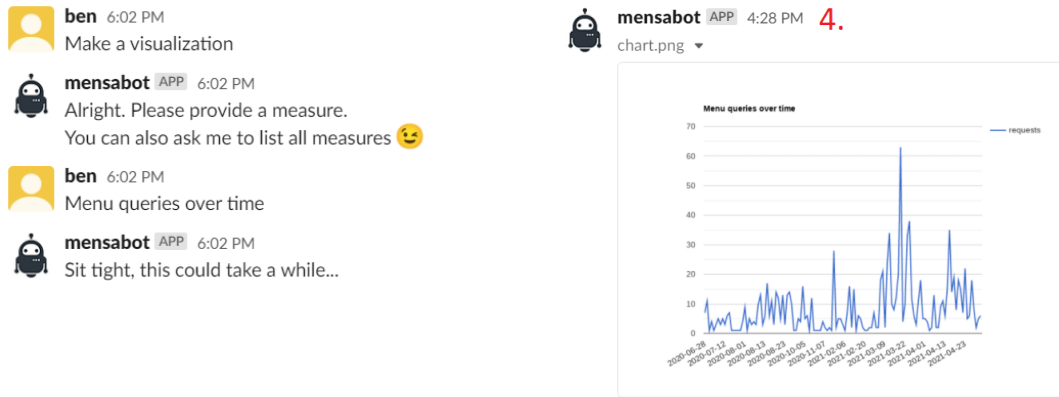 ben 6:02 PM
Make a visualization
mensabot APP 6:02 PM
Alright. Please provide a measure.
You can also ask me to list all measures 😉
ben 6:02 PM
Menu queries over time
mensabot APP 6:02 PM
Sit tight, this could take a while...
mensabot APP 4:28 PM 4.
chart.png
Menu queries over time
requests
70
60
50
40
30
20
10
0
2020-06-28
2020-07-12
2020-08-01
2020-08-13
2020-08-23
2020-10-05
2020-11-07
2021-02-06
2021-02-20
2021-03-09
2021-03-22
2021-04-01
2021-04-13
2021-04-23